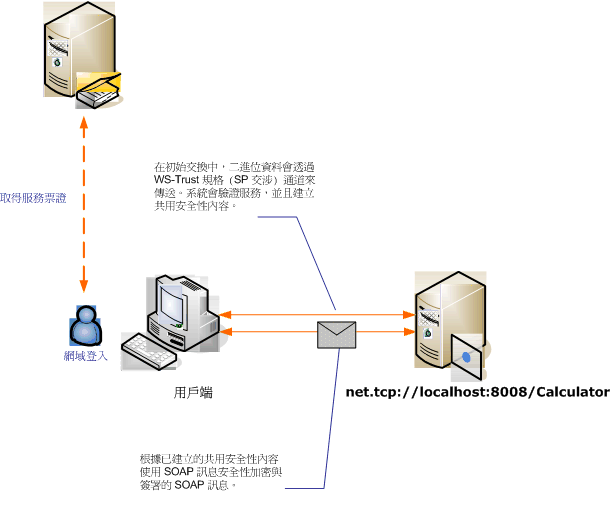 在初始交換中，二進位資料會透過
WS-Trust 規格 (SP 交涉) 通道來
傳送。系統會驗證服務，並且建立
共用安全性內容。
取得服務票證
網域登入
用戶端
net.tcp://localhost:8008/Calculator
根據已建立的共用安全性內容
使用 SOAP 訊息安全性加密與
簽署的 SOAP 訊息。